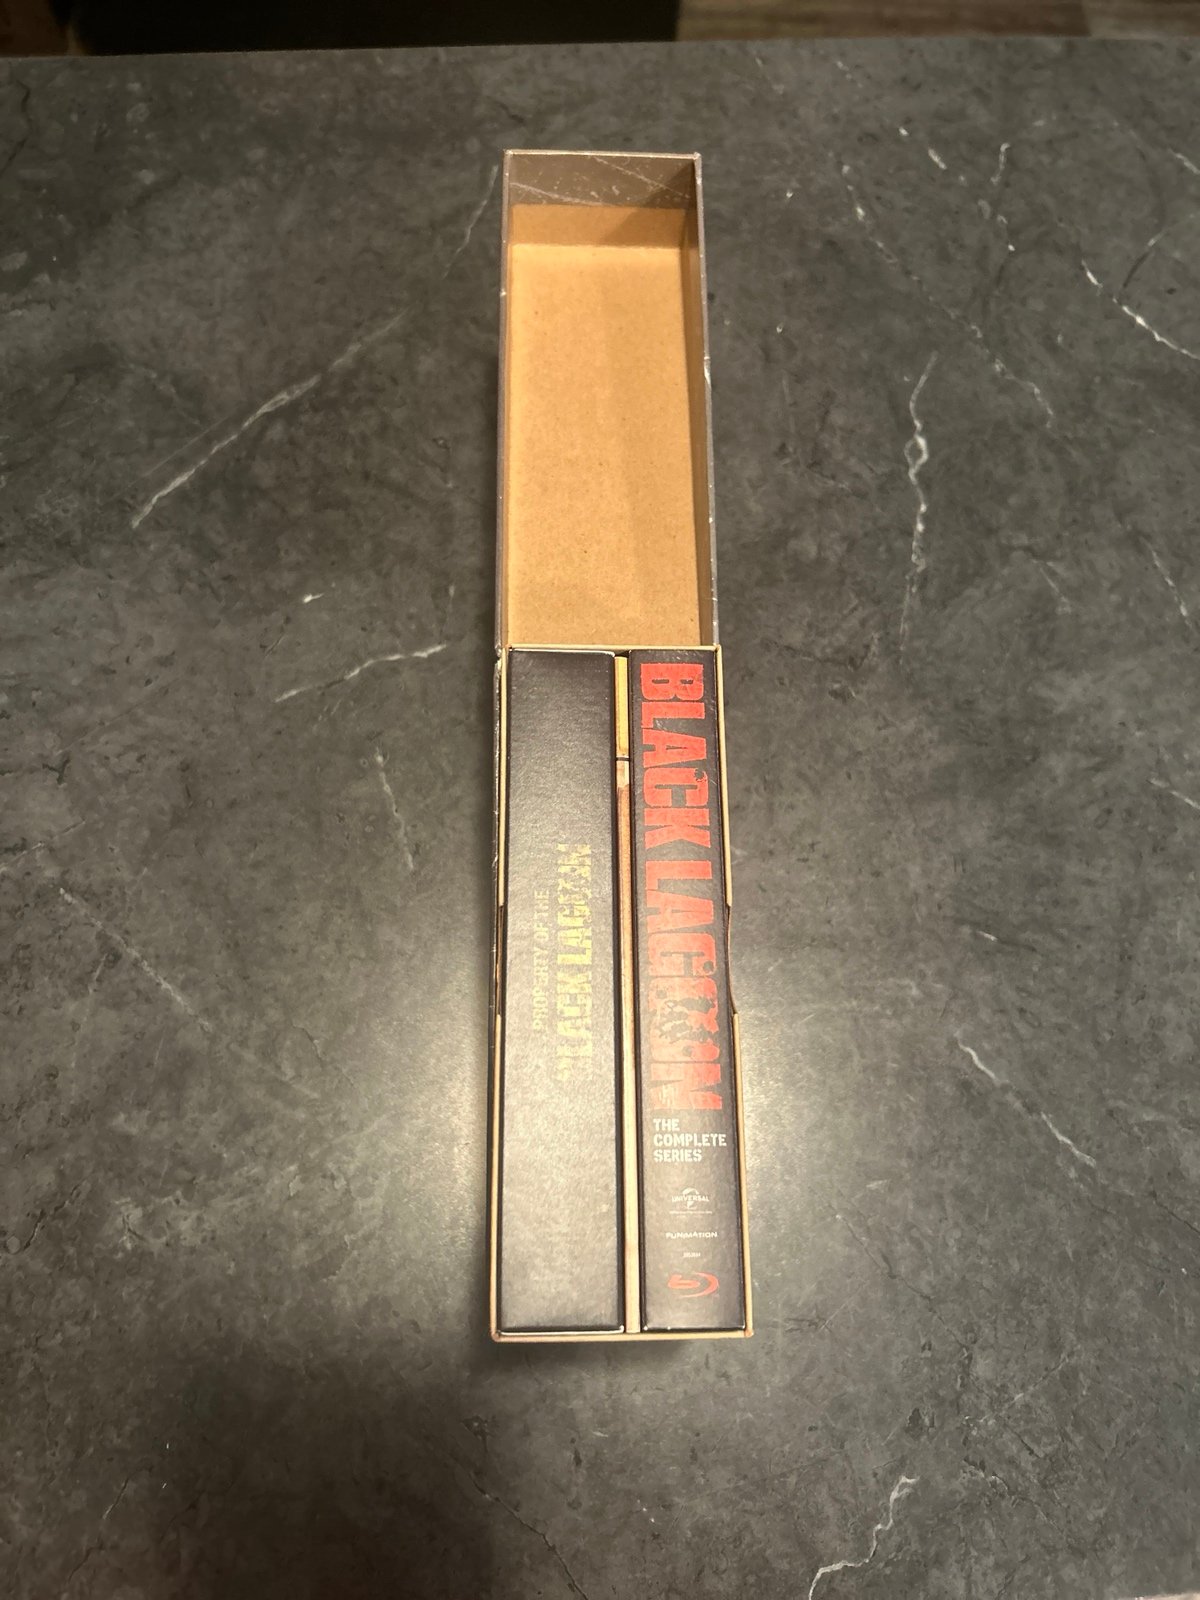 PROPERTY OF THE
BLACK LAGOON
BLACK LAGOON
THE
COMPLETE
SERIES
UNIVERSAL
FUNIMATION